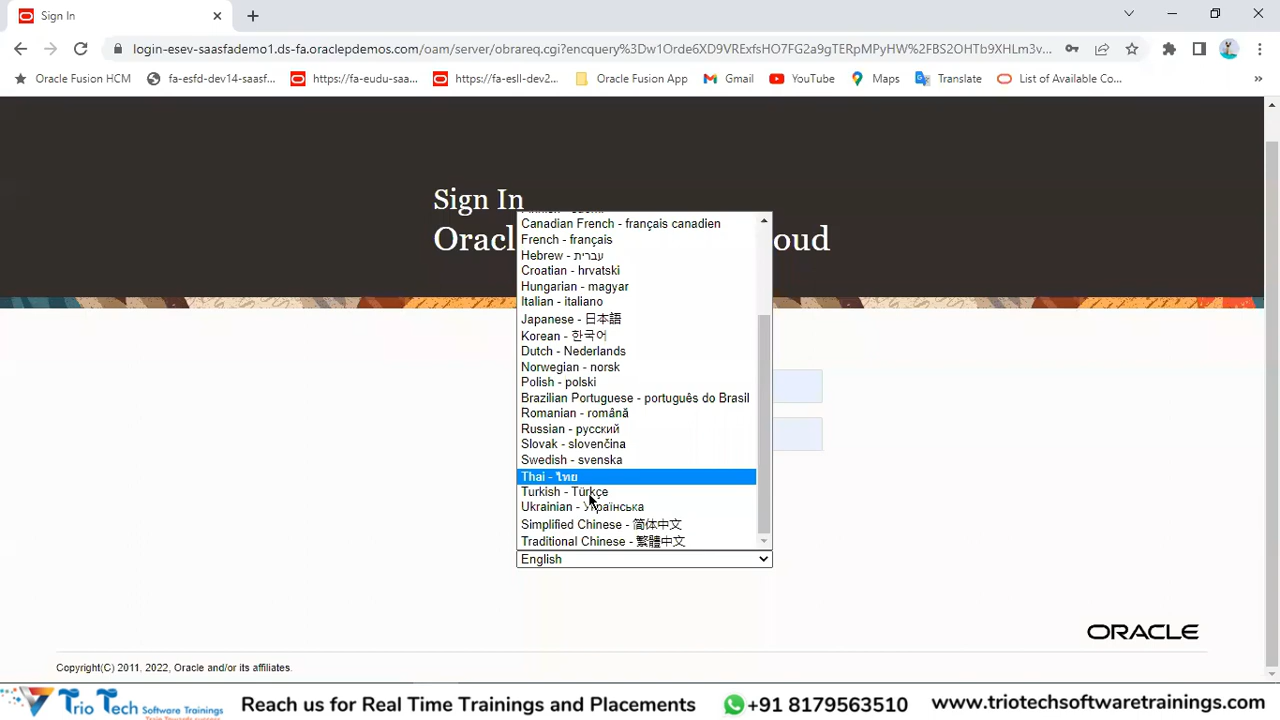 Sign In
login-esev-saasfademo1.ds-fa.oraclepdemos.com/oam/server/obrareq.cgi?encquery%3Dw1Orde6XD9VRExfsHO7FG2a9gTERpMPyHW%2FBS2OHTb9XHLm3v...
Oracle Fusion HCM
fa-esfd-dev14-saasf...
https://fa-eudu-saa...
https://fa-esll-dev2...
Oracle Fusion App
Gmail
YouTube
Maps
Translate
List of Available Co...
Sign In
Oracl oud
Canadian French - français canadien
French - français
Hebrew - עברית
Croatian - hrvatski
Hungarian - magyar
Italian - italiano
Japanese - 日本語
Korean - 한국어
Dutch - Nederlands
Norwegian - norsk
Polish - polski
Brazilian Portuguese - português do Brasil
Romanian - română
Russian - русский
Slovak - slovenčina
Swedish - svenska
Thai - ไทย
Turkish - Türkçe
Ukrainian - Українська
Simplified Chinese - 简体中文
Traditional Chinese - 繁體中文
English
ORACLE
Copyright(C) 2011, 2022, Oracle and/or its affiliates.
Trio Tech Software Trainings
Reach us for Real Time Trainings and Placements
+91 8179563510
www.triotechsoftwaretrainings.com